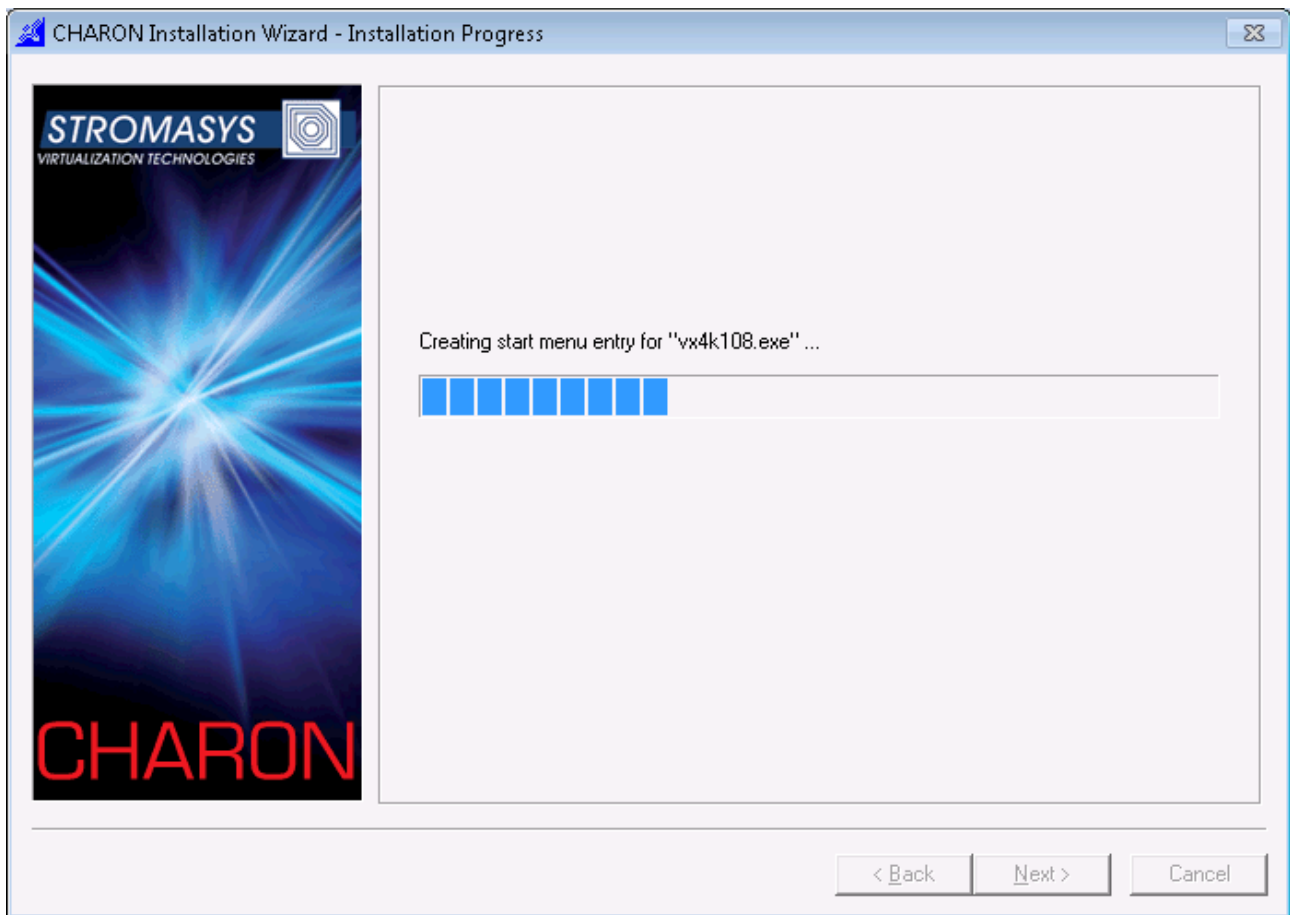 CHARON Installation Wizard - Installation Progress
STROMASYS
VIRTUALIZATION TECHNOLOGIES
Creating start menu entry for "vx4k108.exe" ...
CHARON
< Back
Next >
Cancel